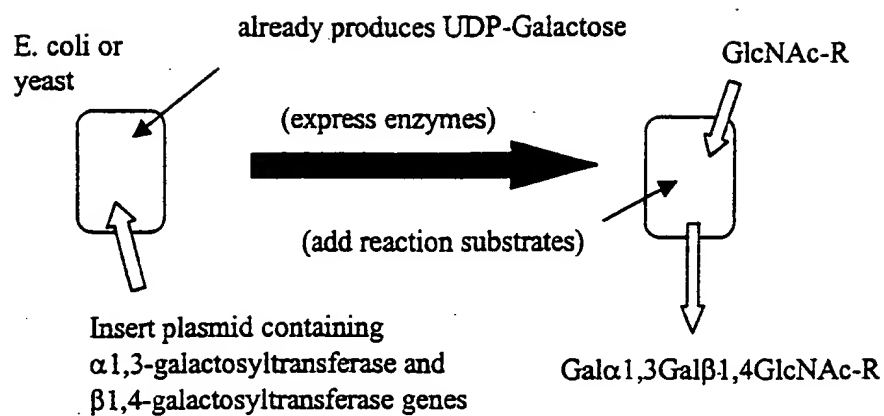 already produces UDP-Galactose
E. coli or
yeast
GlcNAc-R
(express enzymes)
(add reaction substrates)
Insert plasmid containing
α1,3-galactosyltransferase and
β1,4-galactosyltransferase genes
Galα1,3Galβ1,4GlcNAc-R